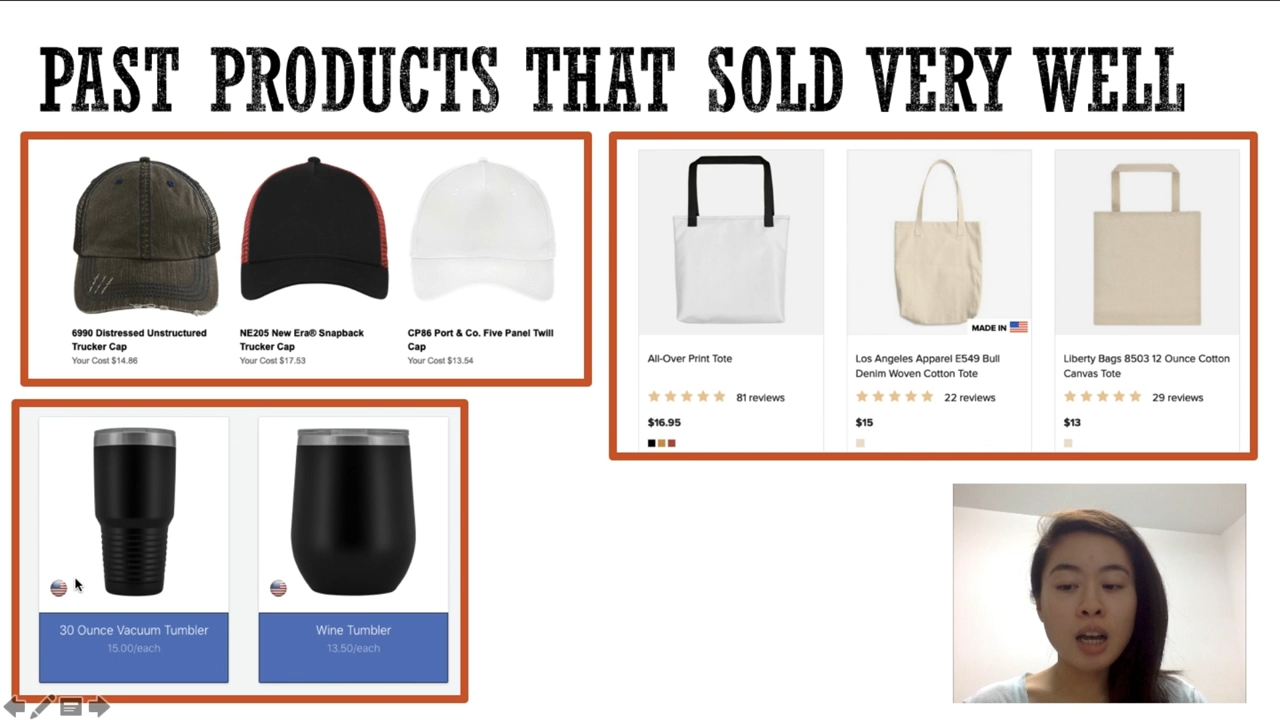 PAST PRODUCTS THAT SOLD VERY WELL
6990 Distressed Unstructured
Trucker Cap
Your Cost $14.86
NE205 New Era® Snapback
Trucker Cap
Your Cost $17.53
CP86 Port & Co. Five Panel Twill
Cap
Your Cost $13.54
All-Over Print Tote
81 reviews
$16.95
MADE IN
Los Angeles Apparel E549 Bull
Denim Woven Cotton Tote
22 reviews
$15
Liberty Bags 8503 12 Ounce Cotton
Canvas Tote
29 reviews
$13
30 Ounce Vacuum Tumbler
15.00/each
Wine Tumbler
13.50/each